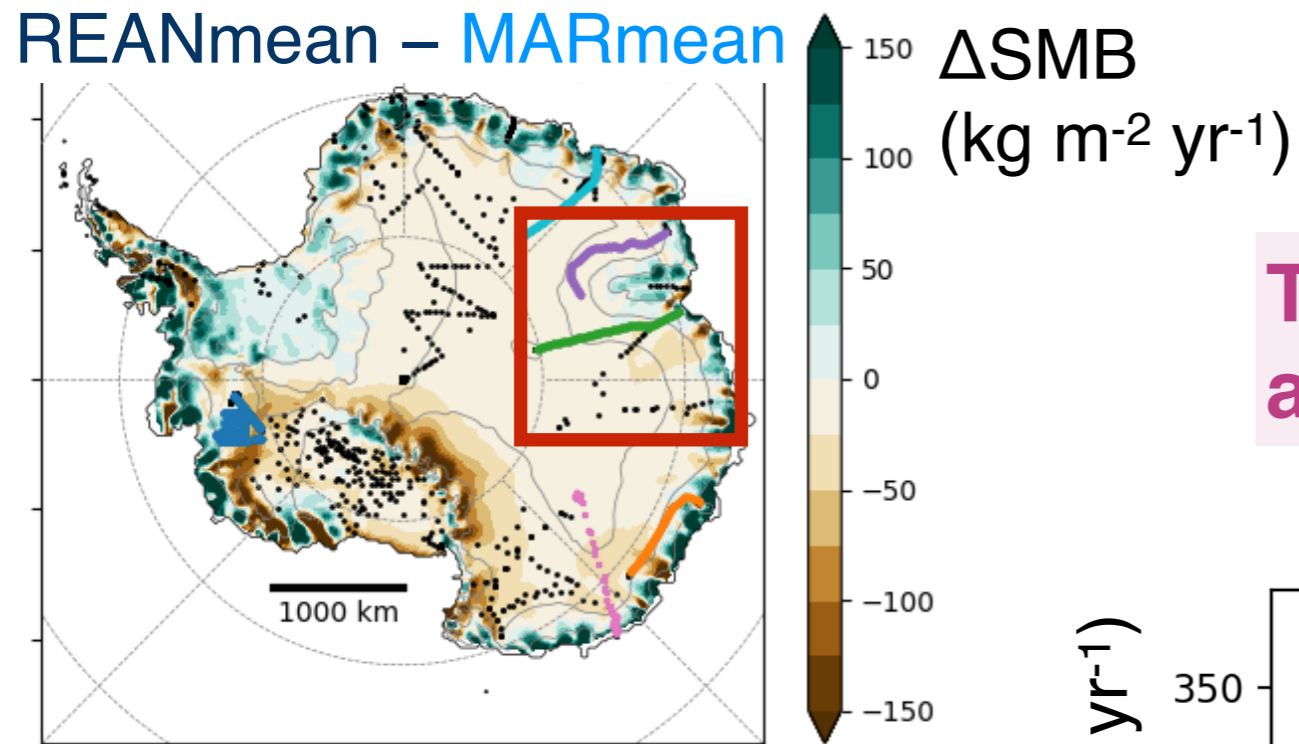 REANmean – MARmean
150
100
50
0
−50
−100
−150
ΔSMB
(kg m-2 yr-1)
1000 km
T
a
yr-1)
350